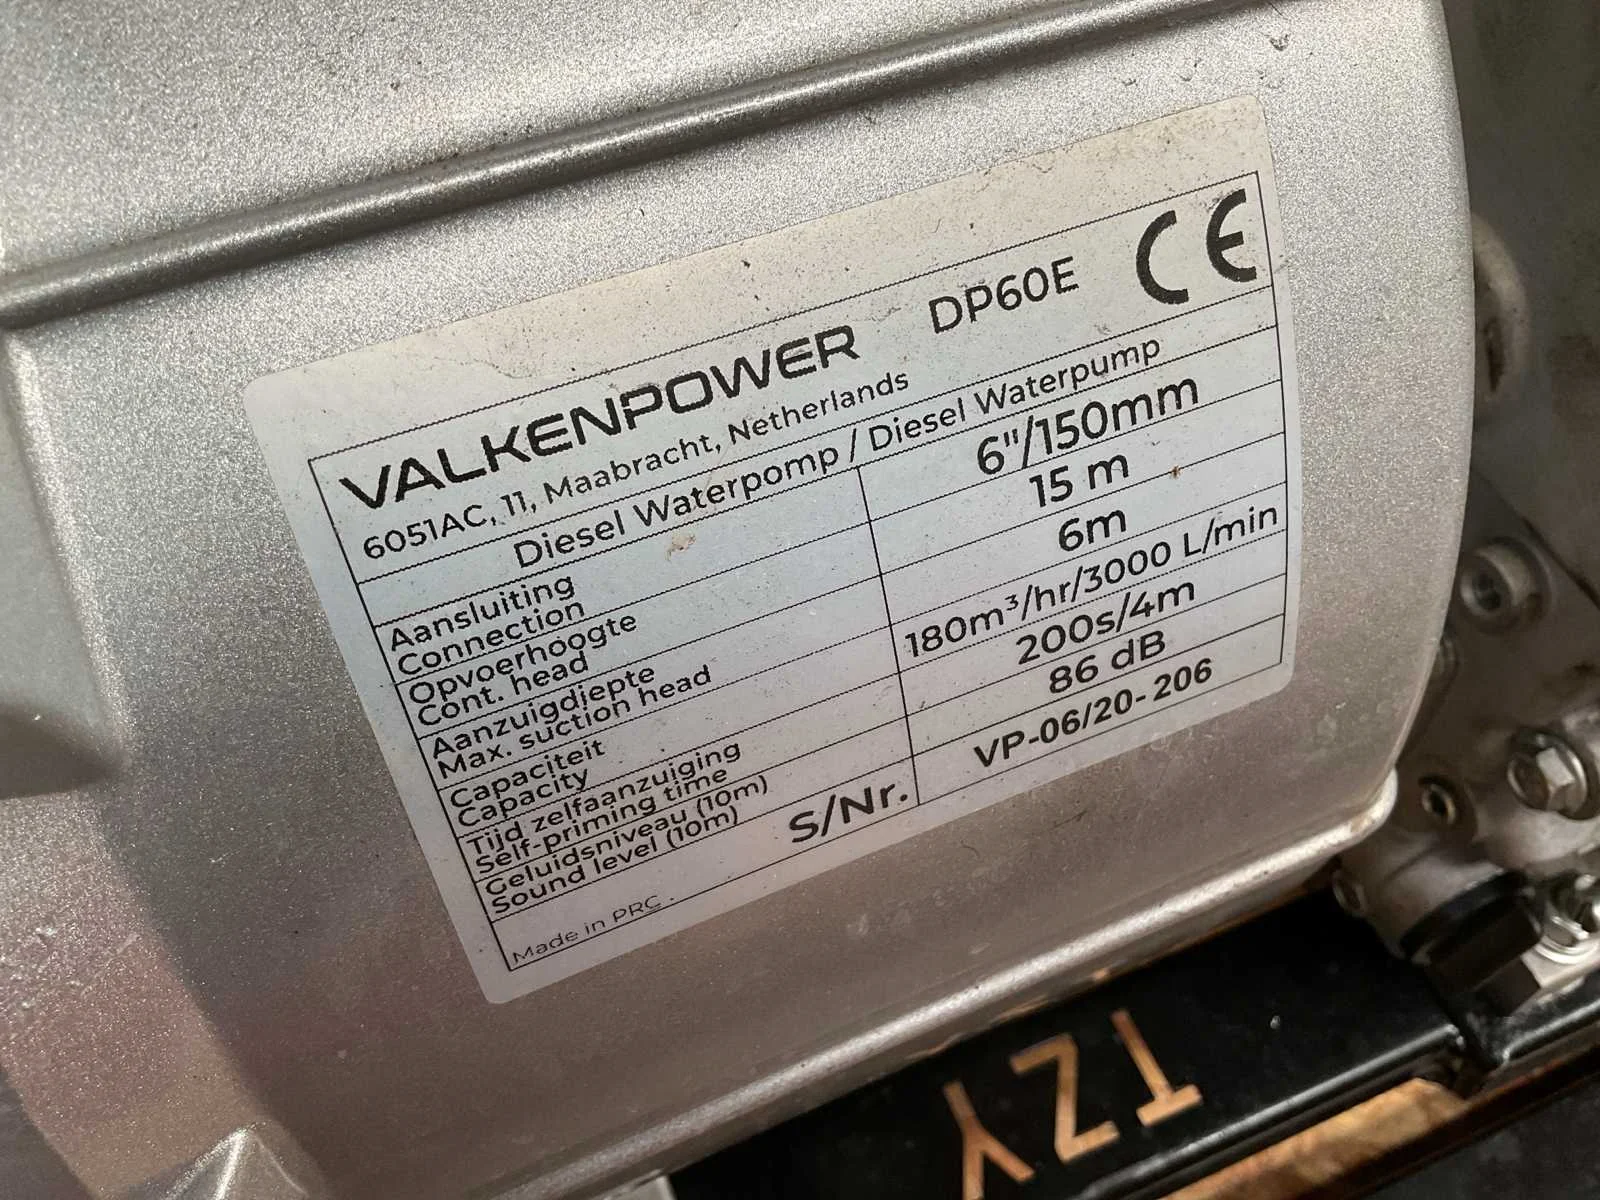 VALKENPOWER DP60E CE
6051AC, 11, Maabracht, Netherlands
Diesel Waterpomp / Diesel Waterpump
Aansluiting
Connection
6"/150mm
Opvoerhoogte
Cont. head
15 m
Aanzuigdiepte
Max. suction head
6m
Capaciteit
Capacity
180m³/hr/3000 L/min
Tijd zelfaanzuiging
Self-priming time
200s/4m
Geluidsniveau (10m)
Sound level (10m)
86 dB
S/Nr. VP-06/20-206
Made in PRC.
TZY